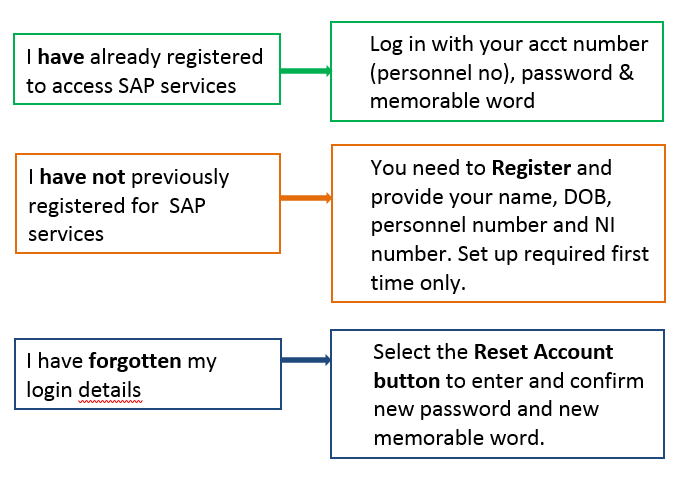 I have already registered
to access SAP services
Log in with your acct number
(personnel no), password &
memorable word
I have not previously
registered for  SAP
services
You need to Register and
provide your name, DOB,
personnel number and NI
number. Set up required first
time only.
I have forgotten my
login details
Select the Reset Account
button to enter and confirm
new password and new
memorable word.